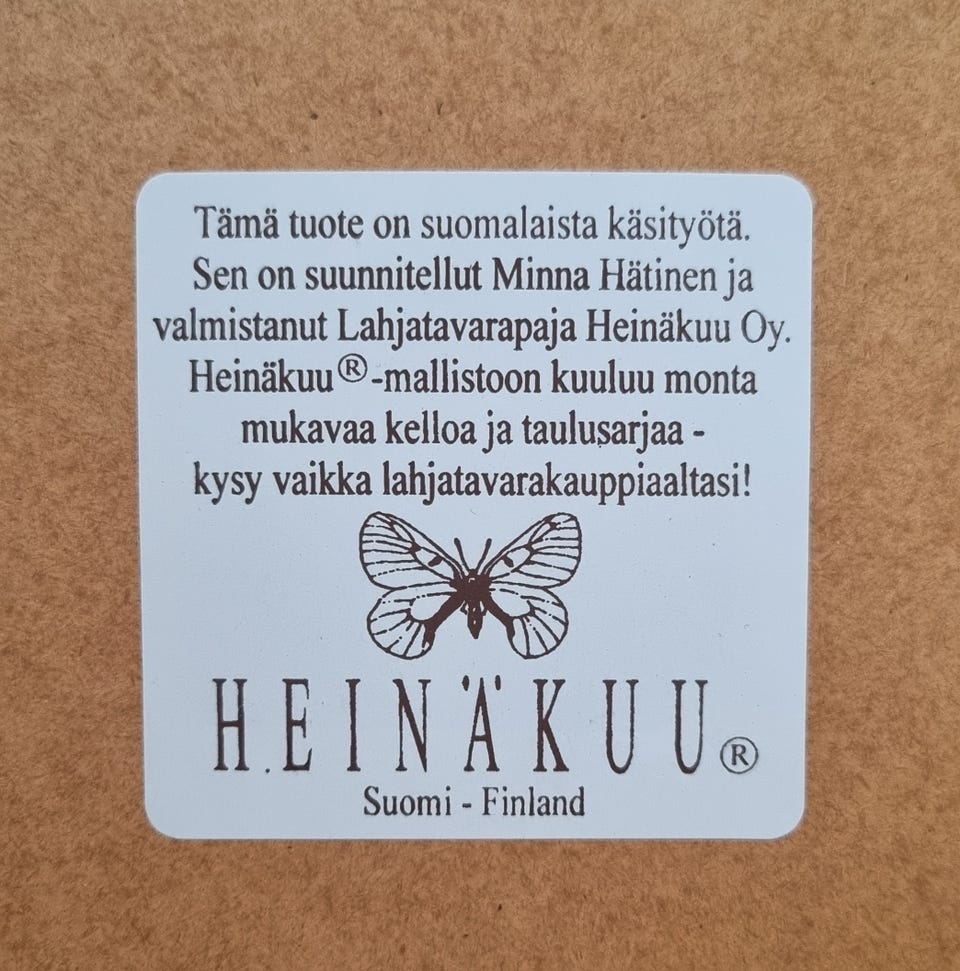 Tämä tuote on suomalaista käsityötä.
Sen on suunnitellut Minna Hätinen ja
valmistanut Lahjatavarapaja Heinäkuu Oy.
Heinäkuu®-mallistoon kuuluu monta
mukavaa kelloa ja taulusarjaa -
kysy vaikka lahjatavarakauppiaaltasi!
HEINÄKUU®
Suomi - Finland